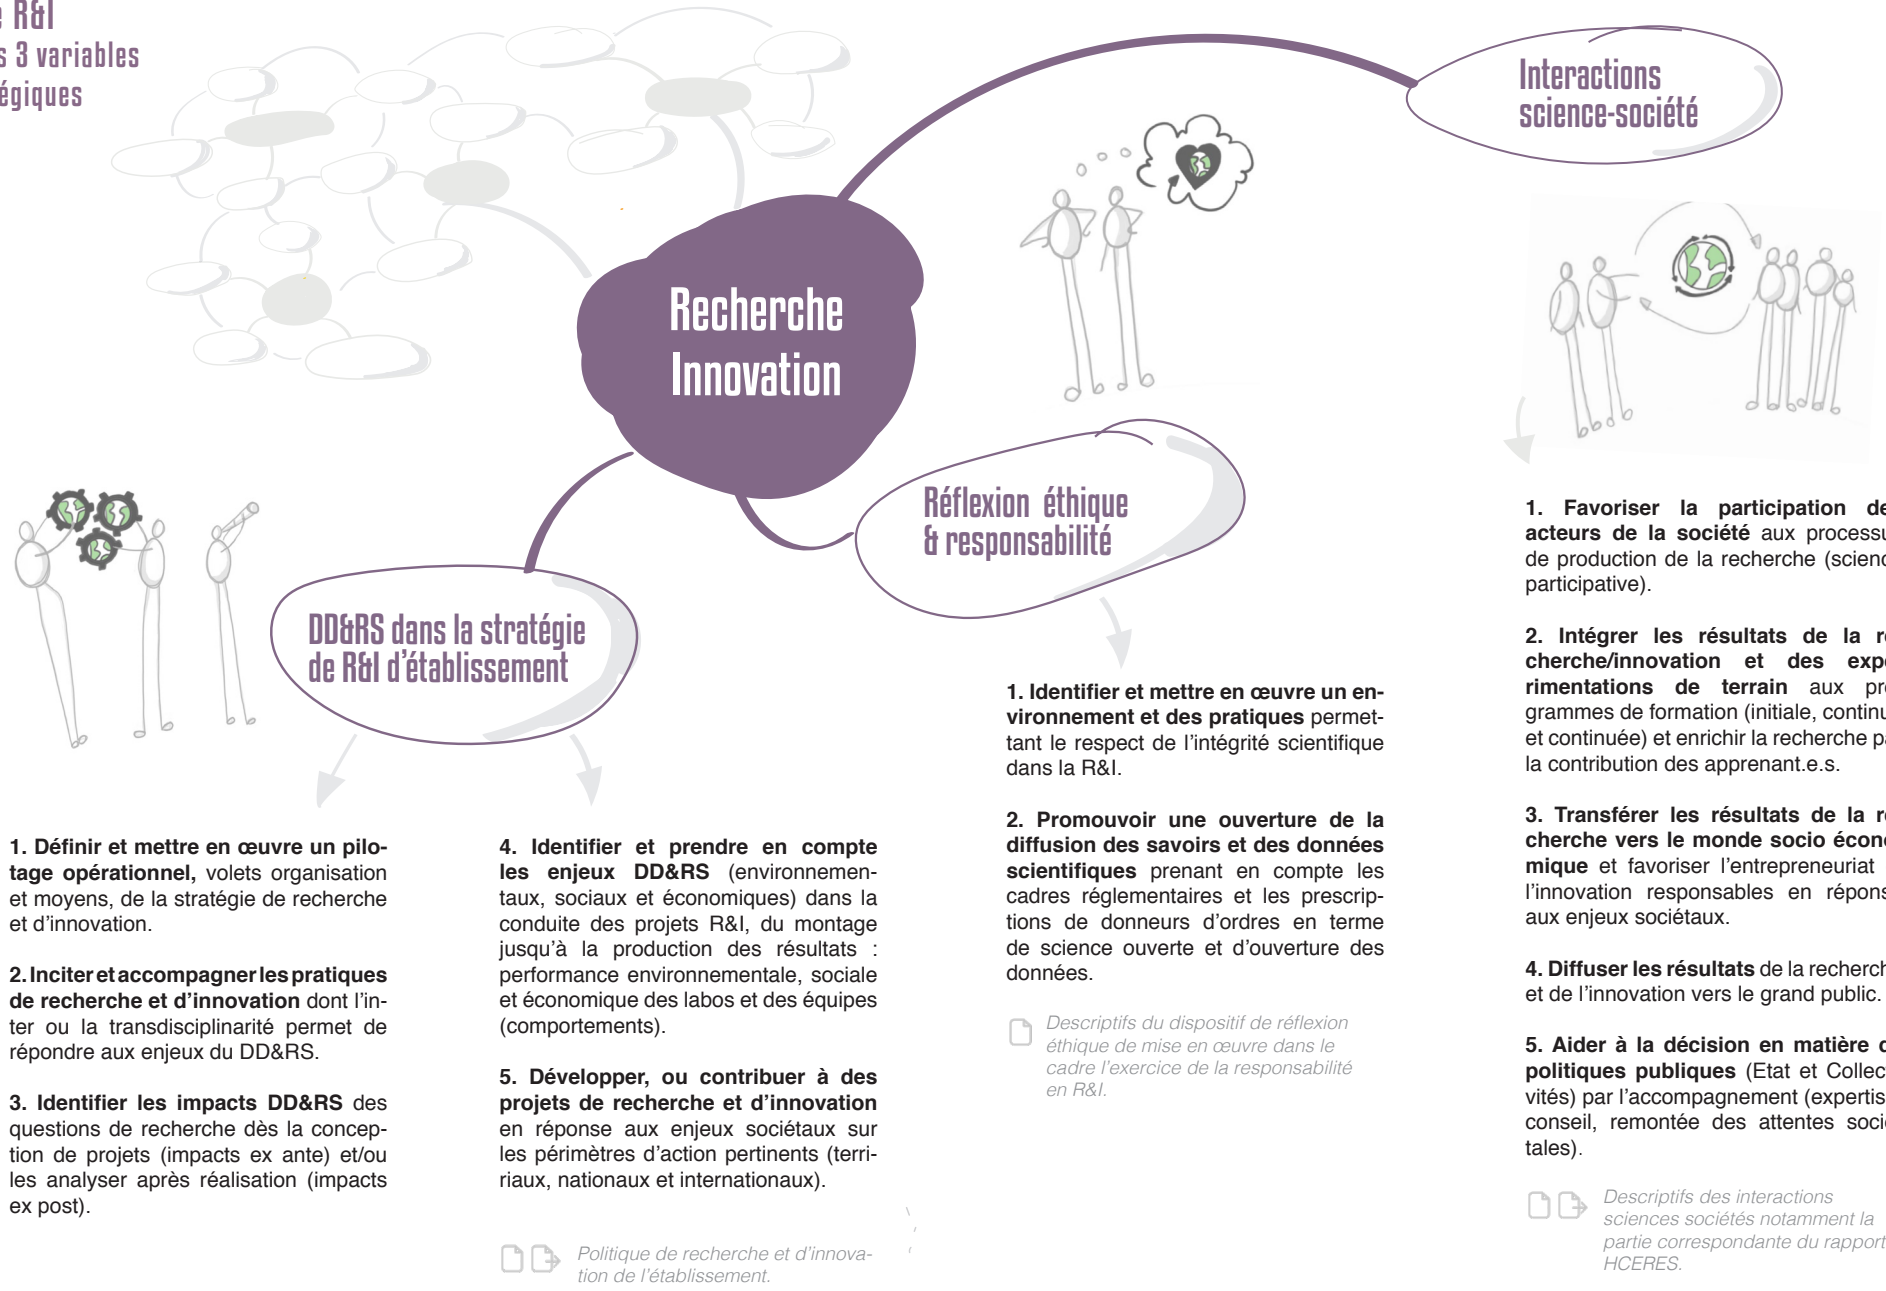 R&I
3 variables
Recherche
Innovation
Interactions
science-société
Réflexion éthique
& responsabilité
DD&RS dans la stratégie
de R&I d'établissement
1. Définir et mettre en œuvre un pilo-
tage opérationnel, volets organisation
et moyens, de la stratégie de recherche
et d'innovation.
2. Inciter et accompagner les pratiques
de recherche et d'innovation dont l'in-
ter ou la transdisciplinarité permet de
répondre aux enjeux du DD&RS.
3. Identifier les impacts DD&RS des
questions de recherche dès la concep-
tion de projets (impacts ex ante) et/ou
les analyser après réalisation (impacts
ex post).
4. Identifier et prendre en compte
les enjeux DD&RS (environnemen-
taux, sociaux et économiques) dans la
conduite des projets R&I, du montage
jusqu'à la production des résultats :
performance environnementale, sociale
et économique des labos et des équipes
(comportements).
5. Développer, ou contribuer à des
projets de recherche et d'innovation
en réponse aux enjeux sociétaux sur
les périmètres d'action pertinents (terri-
riaux, nationaux et internationaux).
Politique de recherche et d'innova-
tion de l'établissement.
1. Identifier et mettre en œuvre un en-
vironnement et des pratiques permet-
tant le respect de l'intégrité scientifique
dans la R&I.
2. Promouvoir une ouverture de la
diffusion des savoirs et des données
scientifiques prenant en compte les
cadres réglementaires et les prescrip-
tions de donneurs d'ordres en terme
de science ouverte et d'ouverture des
données.
Descriptifs du dispositif de réflexion
éthique de mise en œuvre dans le
cadre l'exercice de la responsabilité
en R&I.
1. Favoriser la participation de
acteurs de la société aux processu
de production de la recherche (scienc
participative).
2. Intégrer les résultats de la r
cherche/innovation et des exp
rimentations de terrain aux pr
grammes de formation (initiale, continu
et continuée) et enrichir la recherche pa
la contribution des apprenant.e.s.
3. Transférer les résultats de la r
cherche vers le monde socio écon
mique et favoriser l'entrepreneuriat
l'innovation responsables en répons
aux enjeux sociétaux.
4. Diffuser les résultats de la recherch
et de l'innovation vers le grand public.
5. Aider à la décision en matière d
politiques publiques (Etat et Collec
vités) par l'accompagnement (expertis
conseil, remontée des attentes soci
tales).
Descriptifs des interactions
sciences sociétés notamment la
partie correspondante du rapport
HCERES.